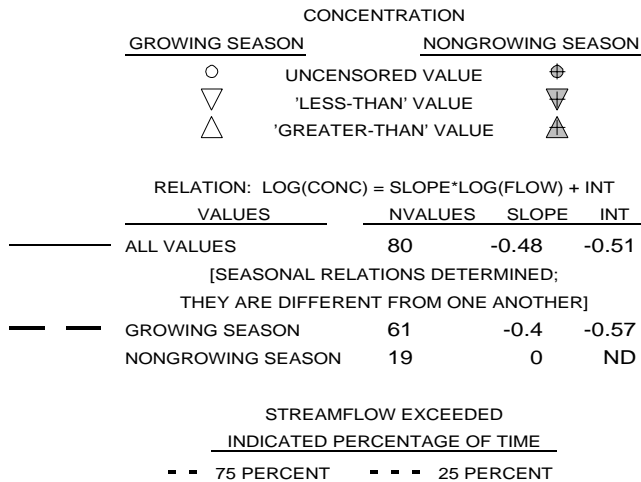 CONCENTRATION
GROWING SEASON NONGROWING SEASON
UNCENSORED VALUE
'LESS-THAN' VALUE
'GREATER-THAN' VALUE
RELATION: LOG(CONC) = SLOPE*LOG(FLOW) + INT
VALUES NVALUES SLOPE INT
ALL VALUES 80 -0.48 -0.51
[SEASONAL RELATIONS DETERMINED;
THEY ARE DIFFERENT FROM ONE ANOTHER]
GROWING SEASON 61 -0.4 -0.57
NONGROWING SEASON 19 0 ND
STREAMFLOW EXCEEDED
INDICATED PERCENTAGE OF TIME
75 PERCENT 25 PERCENT